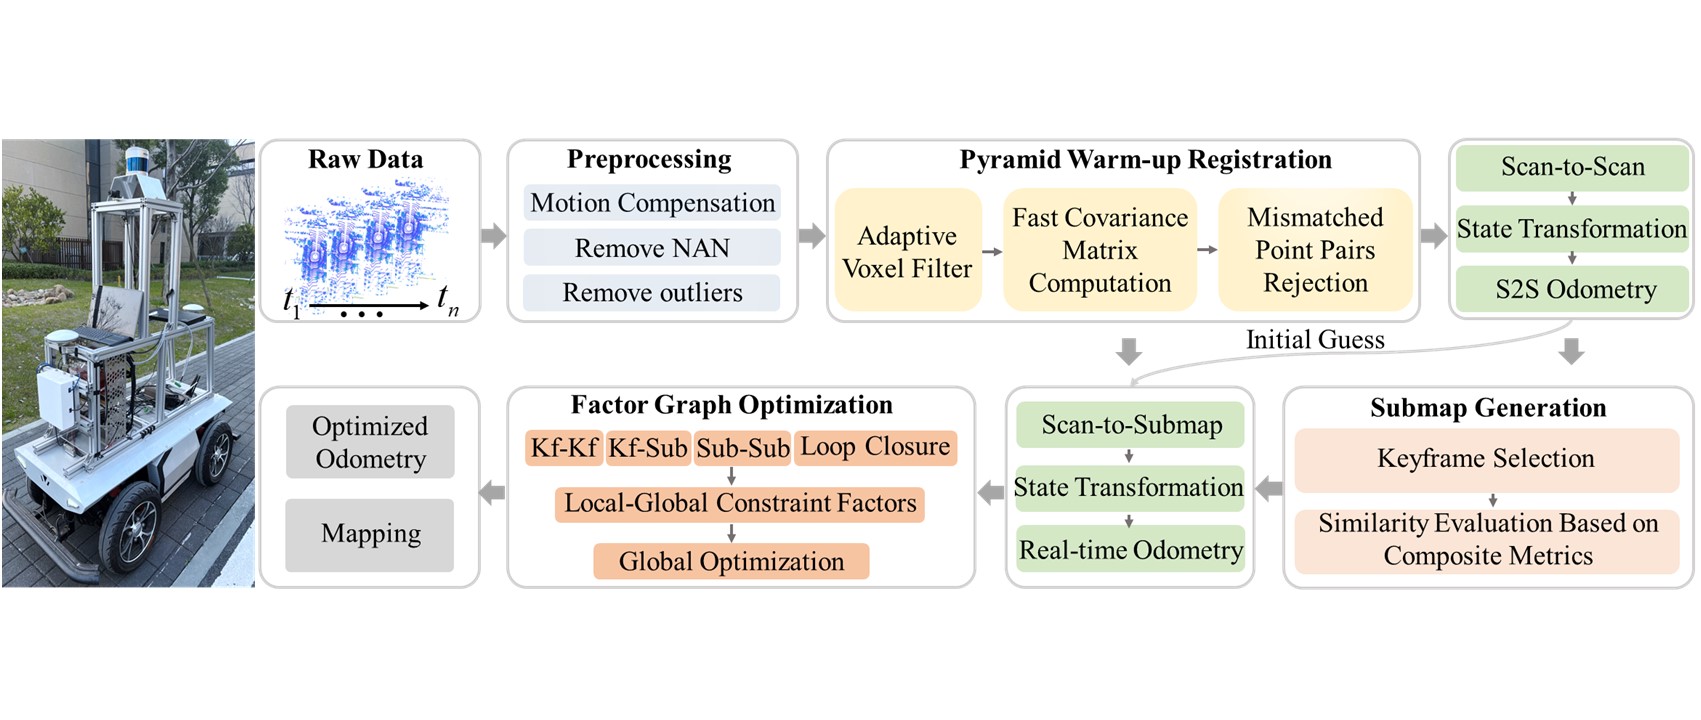 Raw Data
t1
tn
Preprocessing
Motion Compensation
Remove NAN
Remove outliers
Pyramid Warm-up Registration
Adaptive
Voxel Filter
Fast Covariance
Matrix
Computation
Mismatched
Point Pairs
Rejection
Scan-to-Scan
State Transformation
S2S Odometry
Initial Guess
Optimized
Odometry
Mapping
Factor Graph Optimization
Kf-Kf
Kf-Sub
Sub-Sub
Loop Closure
Local-Global Constraint Factors
Global Optimization
Scan-to-Submap
State Transformation
Real-time Odometry
Submap Generation
Keyframe Selection
Similarity Evaluation Based on
Composite Metrics